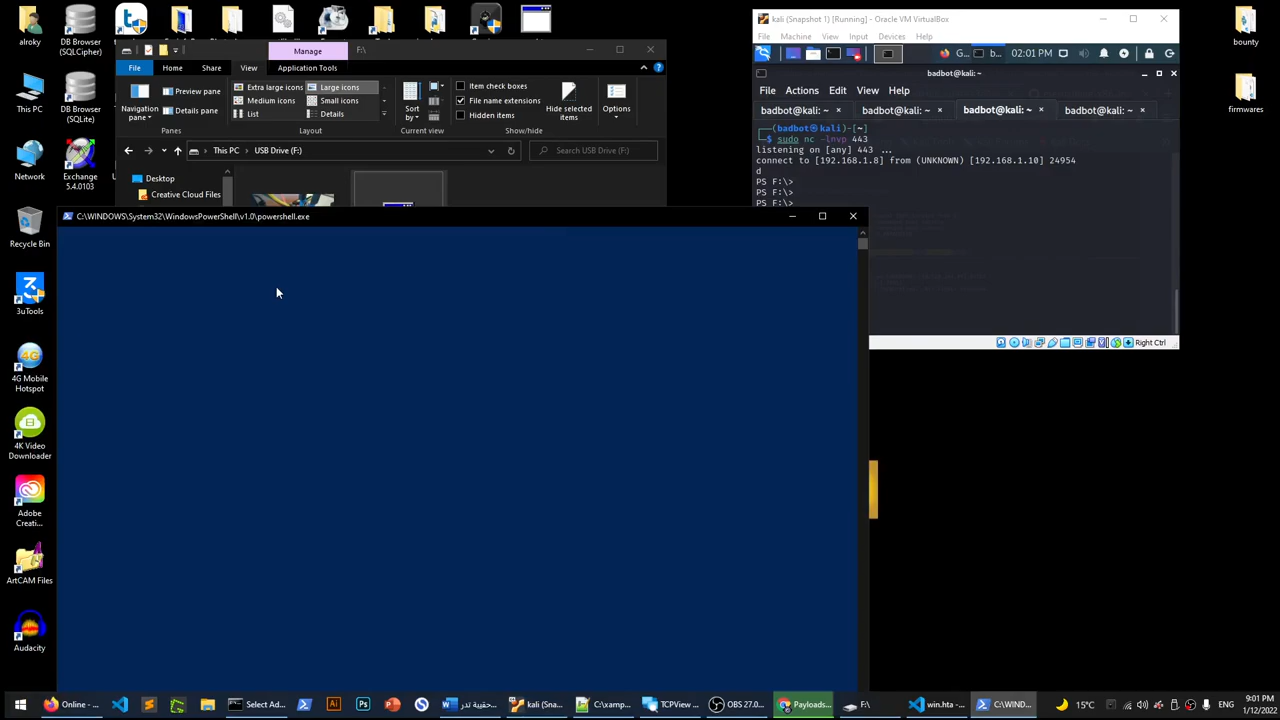 alroky
DB Browser
(SQLCipher)
This PC
DB Browser
(SQLite)
Network
Exchange
5.4.0103
Recycle Bin
3uTools
4G Mobile
Hotspot
4K Video
Downloader
Adobe
Creati...
ArtCAM Files
Audacity
Manage
F:\
File
Home
Share
View
Application Tools
Navigation
pane
Preview pane
Details pane
Panes
Extra large icons
Large icons
Medium icons
Small icons
List
Details
Layout
Sort
by
Current view
Item check boxes
File name extensions
Hidden items
Hide selected
items
Show/hide
Options
This PC
USB Drive (F:)
Search USB Drive (F:)
Desktop
Creative Cloud Files
C:\WINDOWS\System32\WindowsPowerShell\v1.0\powershell.exe
kali (Snapshot 1) [Running] - Oracle VM VirtualBox
File Machine View Input Devices Help
G... b... 02:01 PM
badbot@kali: ~
File Actions Edit View Help
badbot@kali: ~ × badbot@kali: ~ × badbot@kali: ~ × badbot@kali: ~ ×
(badbot㉿kali)-[~]
$ sudo nc -lnvp 443
listening on [any] 443 ...
connect to [192.168.1.8] from (UNKNOWN) [192.168.1.10] 24954
d
PS F:\>
PS F:\>
PS F:\>
Right Ctrl
bounty
firmwares
Online - ...
Select Ad...
حقيبة تدر...
kali (Sna...
C:\xamp...
TCPView ...
OBS 27.0...
Payloads...
F:\
win.hta -...
C:\WIND...
15°C
ENG
9:01 PM
1/12/2022